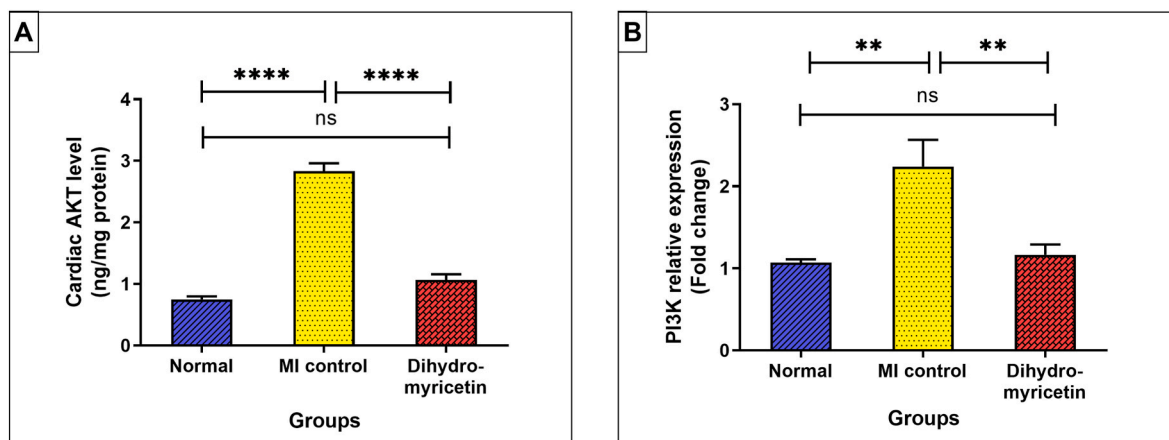 A
**** ****
ns
Cardiac AKT level
(ng/mg protein)
4
3
2
1
0
Normal MI control Dihydro-
myricetin
Groups
B
** **
ns
PI3K relative expression
(Fold change)
3
2
1
0
Normal MI control Dihydro-
myricetin
Groups